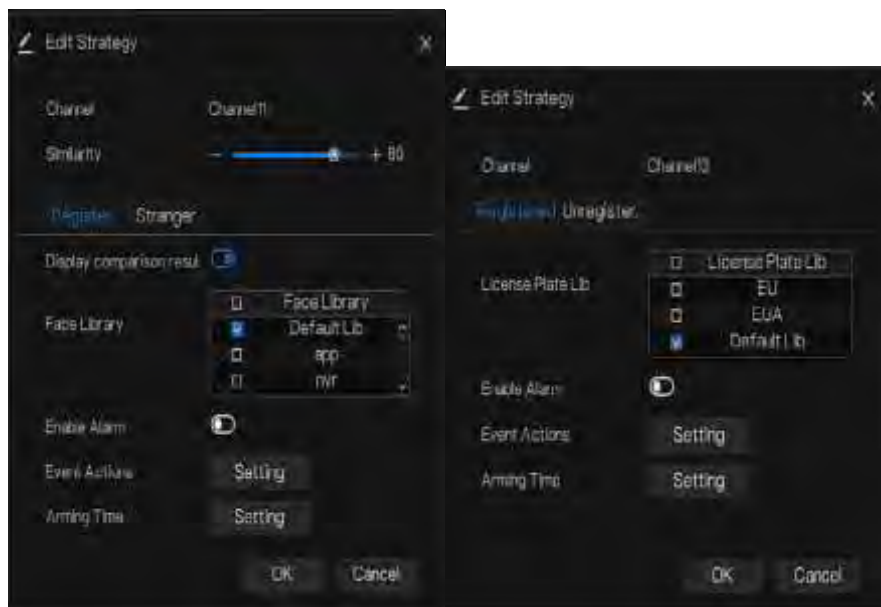 Edit Strategy
Channel Channel11
Similarity - + 80
Register Stranger
Display comparison resul
Face Library
Face Library
Default Lib
app
nvr
Enable Alarm
Event Actions Setting
Arming Time Setting
OK Cancel
Edit Strategy
Channel
Registered Unregister
License Plate Lib
License Plate Lib
EU
EUA
Default Lib
Enable Alarm
Event Actions Setting
Arming Time Setting
OK Cancel